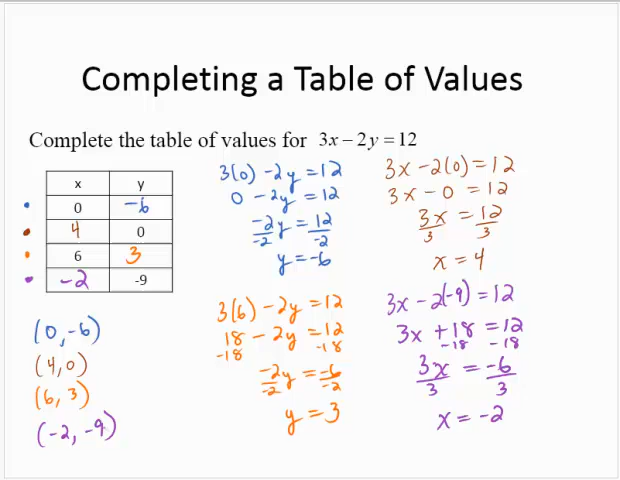 Completing a Table of Values
Complete the table of values for 3x − 2y = 12
x y
0 -6
4 0
6 3
-2 -9
(0, -6)
(4, 0)
(6, 3)
(-2, -9)
3(0) - 2y = 12
0 - 2y = 12
-2y = 12
-2 -2
y = -6
3x - 2(0) = 12
3x - 0 = 12
3x = 12
3 3
x = 4
3(6) - 2y = 12
18 - 2y = 12
-18 -18
-2y = -6
-2 -2
y = 3
3x - 2(-9) = 12
3x + 18 = 12
-18 -18
3x = -6
3 3
x = -2